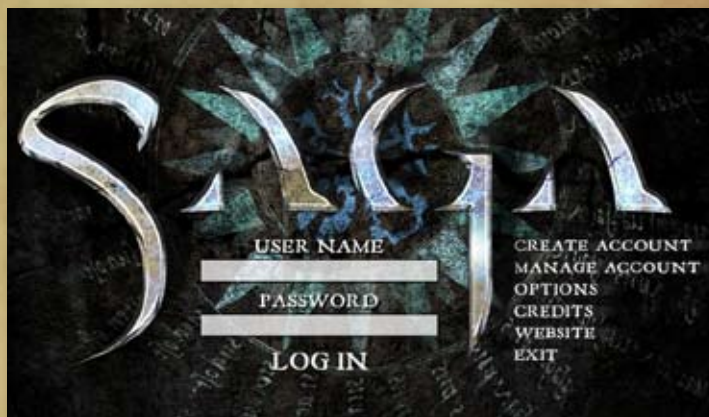 SAGA
USER NAME
PASSWORD
LOG IN
CREATE ACCOUNT
MANAGE ACCOUNT
OPTIONS
CREDITS
WEBSITE
EXIT